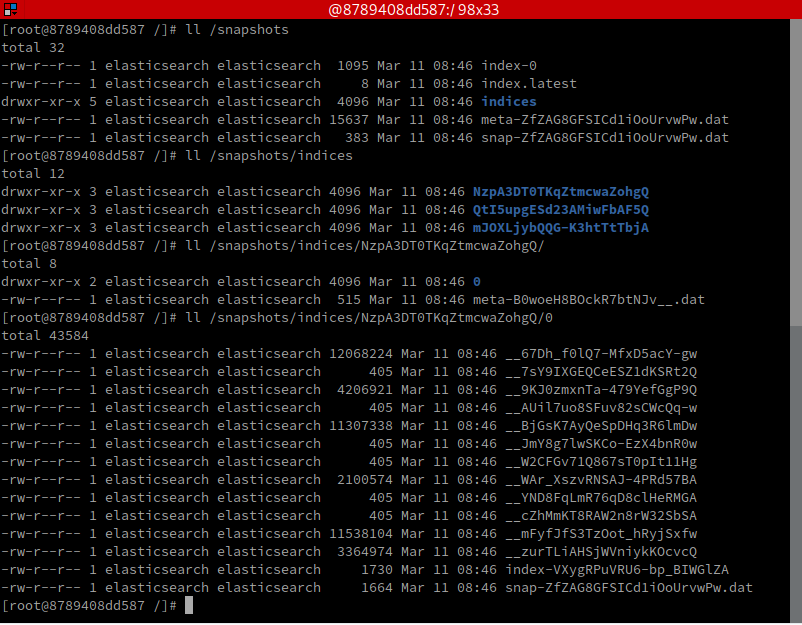 @8789408dd587:/ 98x33
[root@8789408dd587 /]# ll /snapshots
total 32
-rw-r--r-- 1 elasticsearch elasticsearch  1095 Mar 11 08:46 index-0
-rw-r--r-- 1 elasticsearch elasticsearch     8 Mar 11 08:46 index.latest
drwxr-xr-x 5 elasticsearch elasticsearch  4096 Mar 11 08:46 indices
-rw-r--r-- 1 elasticsearch elasticsearch 15637 Mar 11 08:46 meta-ZfZAG8GFSICd1iOoUrvwPw.dat
-rw-r--r-- 1 elasticsearch elasticsearch   383 Mar 11 08:46 snap-ZfZAG8GFSICd1iOoUrvwPw.dat
[root@8789408dd587 /]# ll /snapshots/indices
total 12
drwxr-xr-x 3 elasticsearch elasticsearch 4096 Mar 11 08:46 NzpA3DT0TKqZtmcwaZohgQ
drwxr-xr-x 3 elasticsearch elasticsearch 4096 Mar 11 08:46 QtI5upgESd23AMiwFbAF5Q
drwxr-xr-x 3 elasticsearch elasticsearch 4096 Mar 11 08:46 mJOXLjybQQG-K3htTtTbjA
[root@8789408dd587 /]# ll /snapshots/indices/NzpA3DT0TKqZtmcwaZohgQ/
total 8
drwxr-xr-x 2 elasticsearch elasticsearch 4096 Mar 11 08:46 0
-rw-r--r-- 1 elasticsearch elasticsearch  515 Mar 11 08:46 meta-B0woeH8BOckR7btNJv__.dat
[root@8789408dd587 /]# ll /snapshots/indices/NzpA3DT0TKqZtmcwaZohgQ/0
total 43584
-rw-r--r-- 1 elasticsearch elasticsearch 12068224 Mar 11 08:46 __67Dh_f0lQ7-MfxD5acY-gw
-rw-r--r-- 1 elasticsearch elasticsearch      405 Mar 11 08:46 __7sY9IXGEQCeESZ1dKSRt2Q
-rw-r--r-- 1 elasticsearch elasticsearch  4206921 Mar 11 08:46 __9KJ0zmxnTa-479YefGgP9Q
-rw-r--r-- 1 elasticsearch elasticsearch      405 Mar 11 08:46 __AUil7uo8SFuv82sCWcQq-w
-rw-r--r-- 1 elasticsearch elasticsearch 11307338 Mar 11 08:46 __BjGsK7AyQeSpDHq3R6lmDw
-rw-r--r-- 1 elasticsearch elasticsearch      405 Mar 11 08:46 __JmY8g7lwSKCo-EzX4bnR0w
-rw-r--r-- 1 elasticsearch elasticsearch      405 Mar 11 08:46 __W2CFGv71Q867sT0pIt11Hg
-rw-r--r-- 1 elasticsearch elasticsearch  2100574 Mar 11 08:46 __WAr_XszvRNSAJ-4PRd57BA
-rw-r--r-- 1 elasticsearch elasticsearch      405 Mar 11 08:46 __YND8FqLmR76qD8clHeRMGA
-rw-r--r-- 1 elasticsearch elasticsearch      405 Mar 11 08:46 __cZhMmKT8RAW2n8rW32SbSA
-rw-r--r-- 1 elasticsearch elasticsearch 11538104 Mar 11 08:46 __mFyfJfS3TzOot_hRyjSxfw
-rw-r--r-- 1 elasticsearch elasticsearch  3364974 Mar 11 08:46 __zurTLiAHSjWVniykKOcvcQ
-rw-r--r-- 1 elasticsearch elasticsearch     1730 Mar 11 08:46 index-VXygRPuVRU6-bp_BIWGlZA
-rw-r--r-- 1 elasticsearch elasticsearch     1664 Mar 11 08:46 snap-ZfZAG8GFSICd1iOoUrvwPw.dat
[root@8789408dd587 /]#